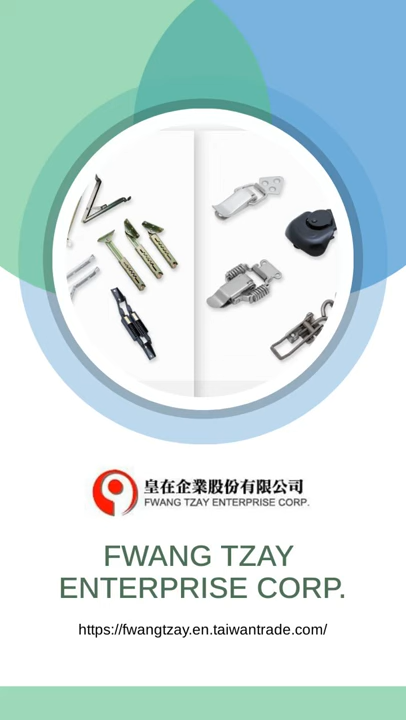 皇在企業股份有限公司
FWANG TZAY ENTERPRISE CORP.
FWANG TZAY
ENTERPRISE CORP.
https://fwangtzay.en.taiwantrade.com/